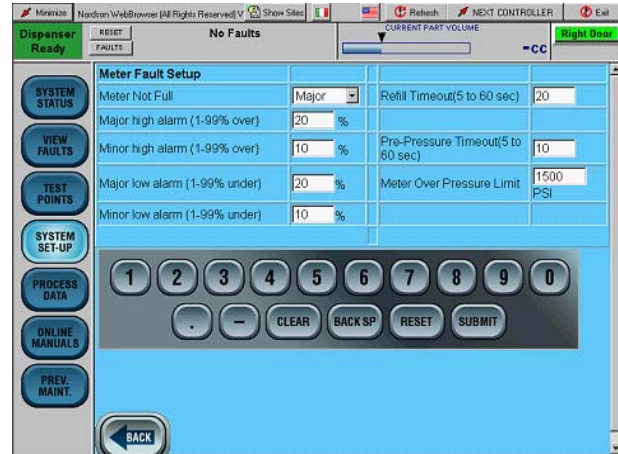 Minimize Nordson WebBrowser (All Rights Reserved) V Show Sites Refresh NEXT CONTROLLER Exit
Dispenser Ready
RESET
FAULTS
No Faults
CURRENT PART VOLUME
=cc
Right Door
SYSTEM STATUS
VIEW FAULTS
TEST POINTS
SYSTEM SET-UP
PROCESS DATA
ONLINE MANUALS
PREV. MAINT.
Meter Fault Setup
Meter Not Full Major Refill Timeout(5 to 60 sec) 20
Major high alarm (1-99% over) 20 %
Minor high alarm (1-99% over) 10 % Pre-Pressure Timeout(5 to 60 sec) 10
Major low alarm (1-99% under) 20 % Meter Over Pressure Limit 1500 PSI
Minor low alarm (1-99% under) 10 %
1 2 3 4 5 6 7 8 9 0
. - CLEAR BACK SP RESET SUBMIT
BACK